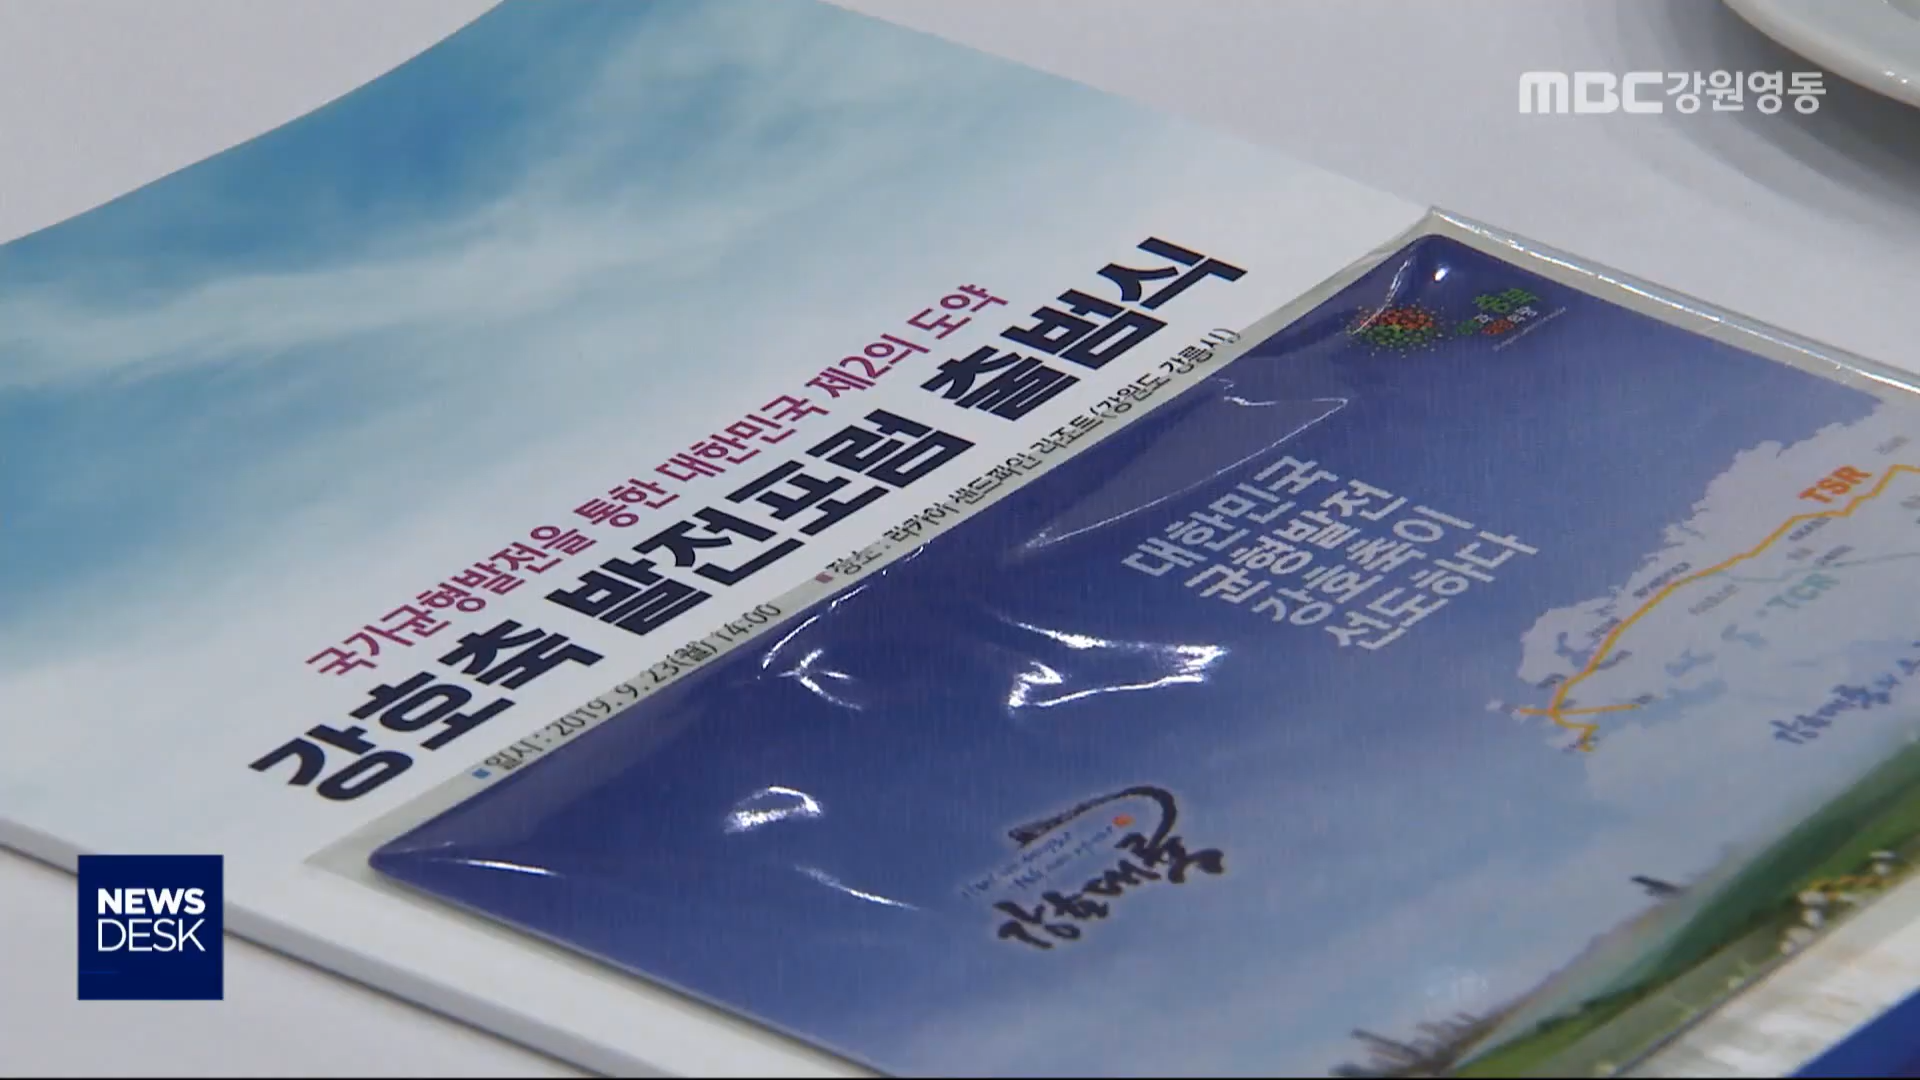 MBC강원영동
국가균형발전을 통한 대한민국 제2의 도약
강호축 발전포럼 출범식
■ 일시 : 2019. 9. 23(월) 14:00
■ 장소 : 라카이 샌드파인 리조트(강원도 강릉시)
충북
대한민국
균형발전
강호축이
선도하다
TSR
TCR
강호대륙
NEWS
DESK